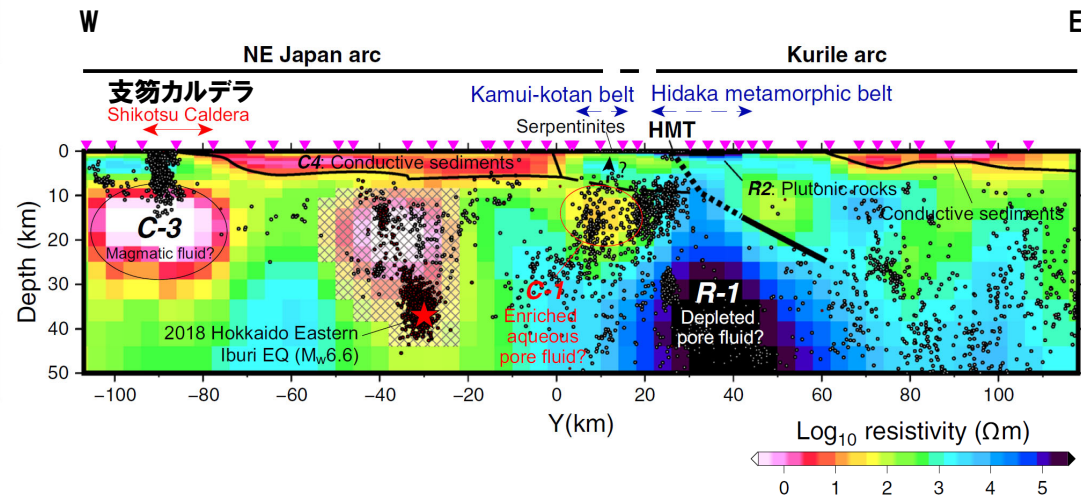 W
E
NE Japan arc
Kurile arc
支笏カルデラ
Shikotsu Caldera
Kamui-kotan belt
Hidaka metamorphic belt
Serpentinites
HMT
?
C4: Conductive sediments
R2: Plutonic rocks
Conductive sediments
C-3
Magmatic fluid?
C-1
Enriched
aqueous
pore fluid?
R-1
Depleted
pore fluid?
2018 Hokkaido Eastern
Iburi EQ (Mw6.6)
Depth (km)
0
10
20
30
40
50
−100 −80 −60 −40 −20 0 20 40 60 80 100
Y(km)
Log10 resistivity (Ωm)
0 1 2 3 4 5